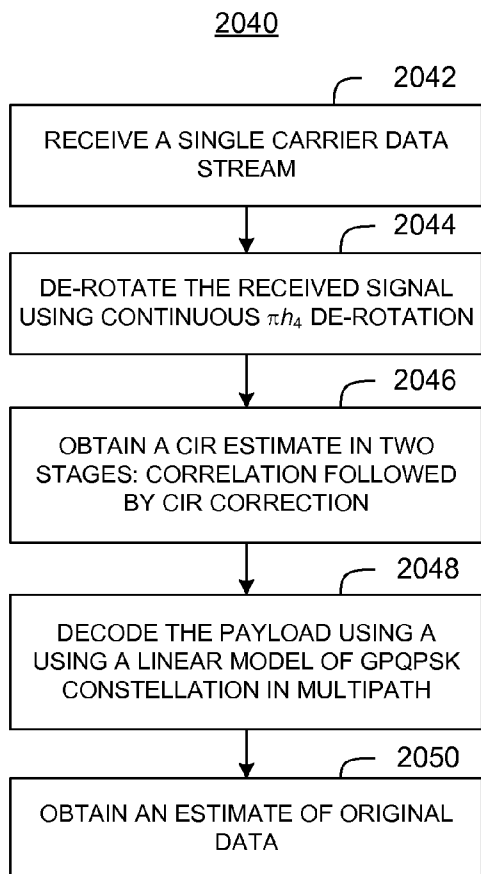 2040
2042
RECEIVE A SINGLE CARRIER DATA
STREAM
2044
DE-ROTATE THE RECEIVED SIGNAL
USING CONTINUOUS πh₄ DE-ROTATION
2046
OBTAIN A CIR ESTIMATE IN TWO
STAGES: CORRELATION FOLLOWED
BY CIR CORRECTION
2048
DECODE THE PAYLOAD USING A
USING A LINEAR MODEL OF GPQPSK
CONSTELLATION IN MULTIPATH
2050
OBTAIN AN ESTIMATE OF ORIGINAL
DATA